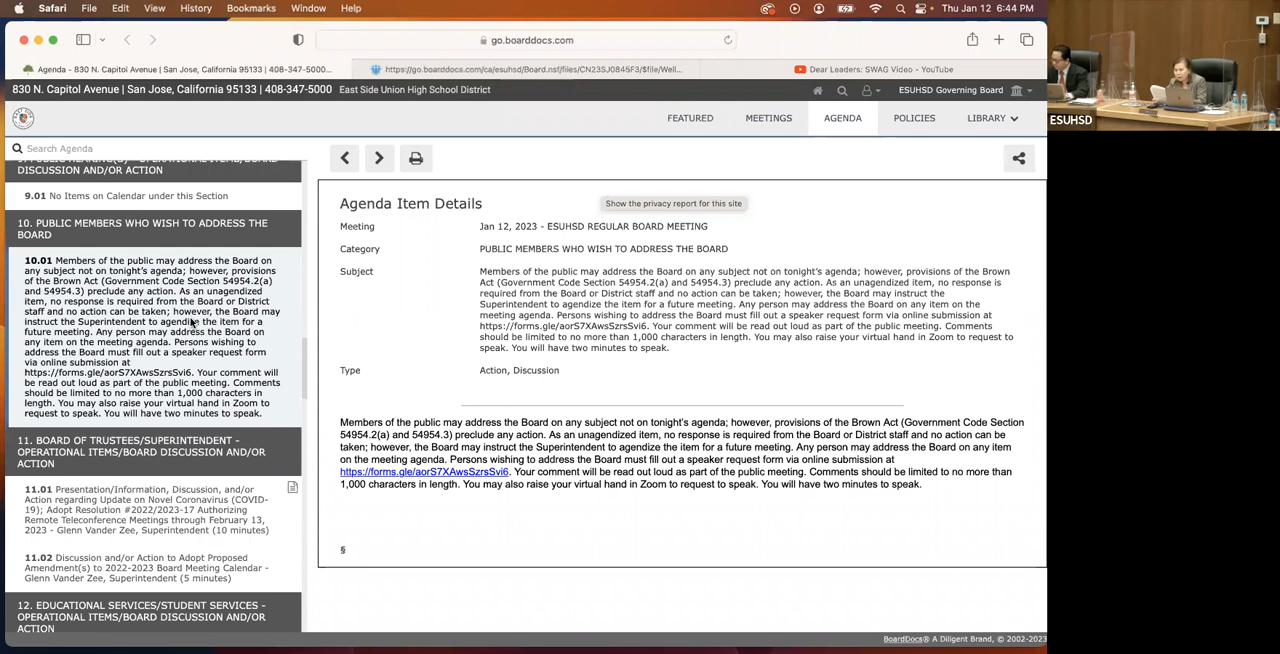 Safari File Edit View History Bookmarks Window Help Thu Jan 12 6:44 PM
go.boarddocs.com
Agenda - 830 N. Capitol Avenue | San Jose, California 95133 | 408-347-5000... https://go.boarddocs.com/ca/esuhsd/Board.nsf/files/CN23SJ0845F3/$file/Well... Dear Leaders: SWAG Video - YouTube
830 N. Capitol Avenue | San Jose, California 95133 | 408-347-5000 East Side Union High School District ESUHSD Governing Board
FEATURED MEETINGS AGENDA POLICIES LIBRARY
Search Agenda
DISCUSSION AND/OR ACTION
9.01 No Items on Calendar under this Section
10. PUBLIC MEMBERS WHO WISH TO ADDRESS THE
BOARD
10.01 Members of the public may address the Board on
any subject not on tonight's agenda; however, provisions
of the Brown Act (Government Code Section 54954.2(a)
and 54954.3) preclude any action. As an unagendized
item, no response is required from the Board or District
staff and no action can be taken; however, the Board may
instruct the Superintendent to agendize the item for a
future meeting. Any person may address the Board on
any item on the meeting agenda. Persons wishing to
address the Board must fill out a speaker request form
via online submission at
https://forms.gle/aorS7XAwsSzrsSvi6. Your comment will
be read out loud as part of the public meeting. Comments
should be limited to no more than 1,000 characters in
length. You may also raise your virtual hand in Zoom to
request to speak. You will have two minutes to speak.
11. BOARD OF TRUSTEES/SUPERINTENDENT -
OPERATIONAL ITEMS/BOARD DISCUSSION AND/OR
ACTION
11.01 Presentation/Information, Discussion, and/or
Action regarding Update on Novel Coronavirus (COVID-
19); Adopt Resolution #2022/2023-17 Authorizing
Remote Teleconference Meetings through February 13,
2023 - Glenn Vander Zee, Superintendent (10 minutes)
11.02 Discussion and/or Action to Adopt Proposed
Amendment(s) to 2022-2023 Board Meeting Calendar -
Glenn Vander Zee, Superintendent (5 minutes)
12. EDUCATIONAL SERVICES/STUDENT SERVICES -
OPERATIONAL ITEMS/BOARD DISCUSSION AND/OR
ACTION
Agenda Item Details
Show the privacy report for this site
Meeting Jan 12, 2023 - ESUHSD REGULAR BOARD MEETING
Category PUBLIC MEMBERS WHO WISH TO ADDRESS THE BOARD
Subject Members of the public may address the Board on any subject not on tonight's agenda; however, provisions of the Brown
Act (Government Code Section 54954.2(a) and 54954.3) preclude any action. As an unagendized item, no response is
required from the Board or District staff and no action can be taken; however, the Board may instruct the
Superintendent to agendize the item for a future meeting. Any person may address the Board on any item on the
meeting agenda. Persons wishing to address the Board must fill out a speaker request form via online submission at
https://forms.gle/aorS7XAwsSzrsSvi6. Your comment will be read out loud as part of the public meeting. Comments
should be limited to no more than 1,000 characters in length. You may also raise your virtual hand in Zoom to request to
speak. You will have two minutes to speak.
Type Action, Discussion
Members of the public may address the Board on any subject not on tonight's agenda; however, provisions of the Brown Act (Government Code Section
54954.2(a) and 54954.3) preclude any action. As an unagendized item, no response is required from the Board or District staff and no action can be
taken; however, the Board may instruct the Superintendent to agendize the item for a future meeting. Any person may address the Board on any item
on the meeting agenda. Persons wishing to address the Board must fill out a speaker request form via online submission at
https://forms.gle/aorS7XAwsSzrsSvi6. Your comment will be read out loud as part of the public meeting. Comments should be limited to no more than
1,000 characters in length. You may also raise your virtual hand in Zoom to request to speak. You will have two minutes to speak.
§
BoardDocs® A Diligent Brand, © 2002-2023
ESUHSD